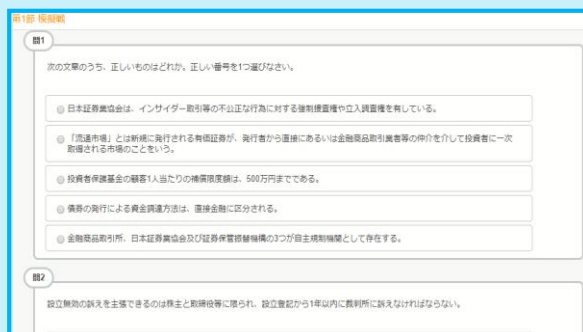 第1節 模擬戦
問1
次の文章のうち、正しいものはどれか。正しい番号を1つ選びなさい。
日本証券業協会は、インサイダー取引等の不公正な行為に対する強制捜査権や立入調査権を有している。
「流通市場」とは新規に発行される有価証券が、発行者から直接にあるいは金融商品取引業者等の仲介を介して投資者に一次
取得される市場のことをいう。
投資者保護基金の顧客1人当たりの補償限度額は、500万円までである。
債券の発行による資金調達方法は、直接金融に区分される。
金融商品取引所、日本証券業協会及び証券保管振替機構の3つが自主規制機関として存在する。
問2
設立無効の訴えを主張できるのは株主と取締役等に限られ、設立登記から1年以内に裁判所に訴えなければならない。